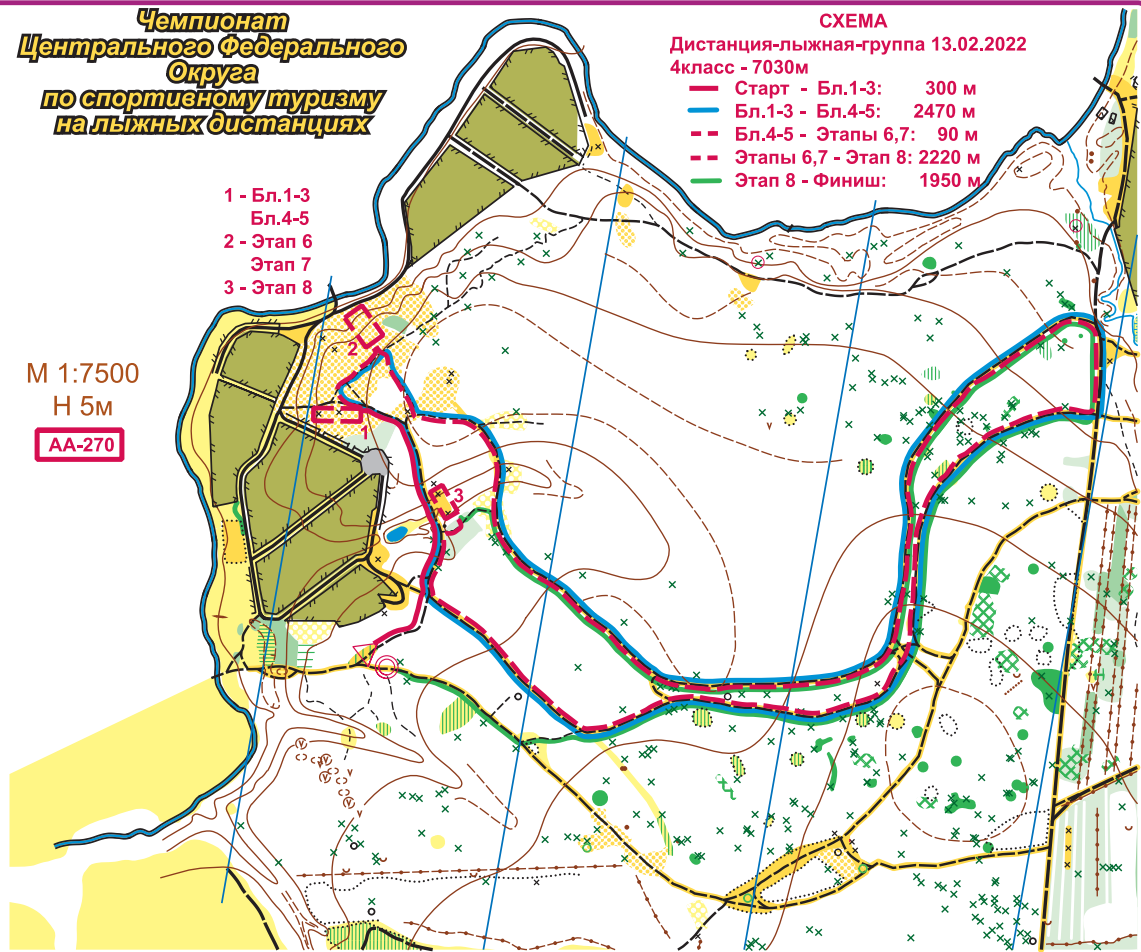 Чемпионат
Центрального Федерального
Округа
по спортивному туризму
на лыжных дистанциях
СХЕМА
Дистанция-лыжная-группа 13.02.2022
4класс - 7030м
Старт - Бл.1-3: 300 м
Бл.1-3 - Бл.4-5: 2470 м
Бл.4-5 - Этапы 6,7: 90 м
Этапы 6,7 - Этап 8: 2220 м
Этап 8 - Финиш: 1950 м
1 - Бл.1-3
Бл.4-5
2 - Этап 6
Этап 7
3 - Этап 8
М 1:7500
Н 5м
АА-270
2
1
3